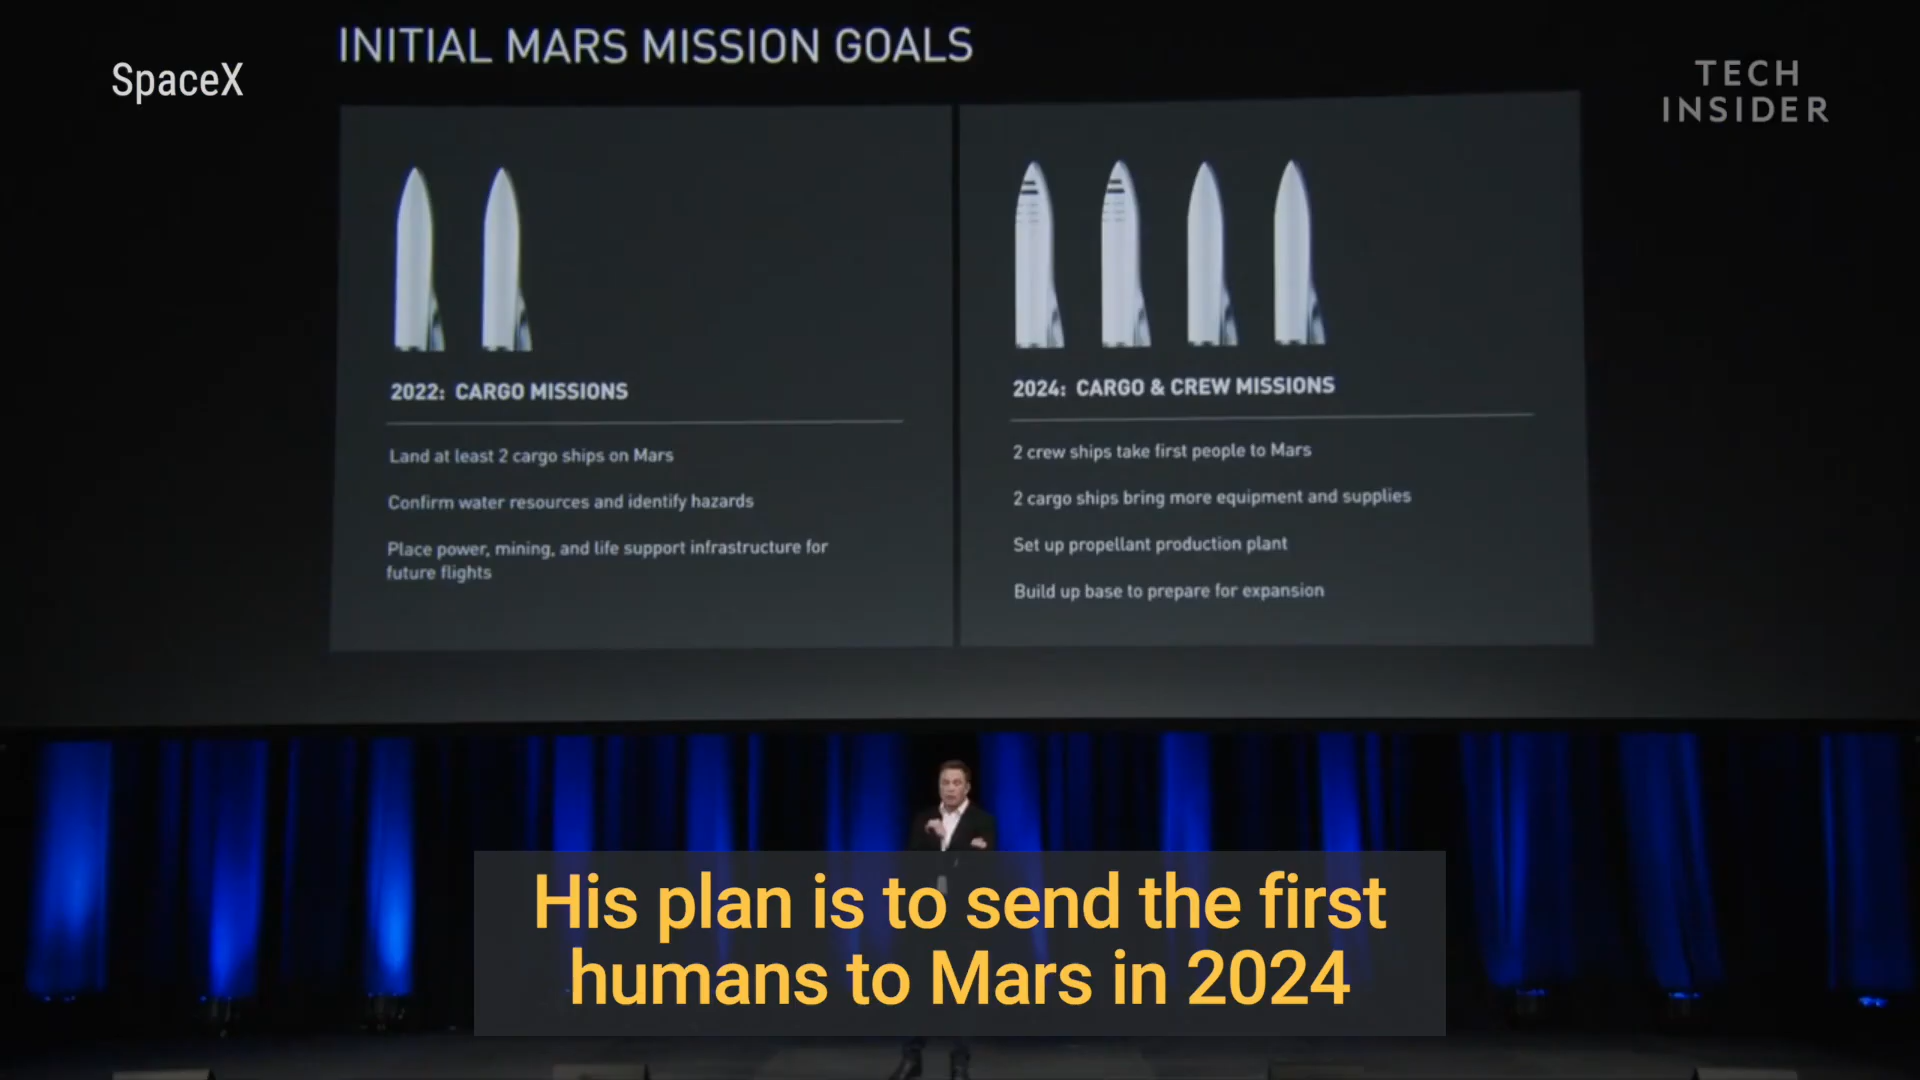 INITIAL MARS MISSION GOALS
SpaceX
TECH
INSIDER
2022: CARGO MISSIONS
Land at least 2 cargo ships on Mars
Confirm water resources and identify hazards
Place power, mining, and life support infrastructure for
future flights
2024: CARGO & CREW MISSIONS
2 crew ships take first people to Mars
2 cargo ships bring more equipment and supplies
Set up propellant production plant
Build up base to prepare for expansion
His plan is to send the first
humans to Mars in 2024